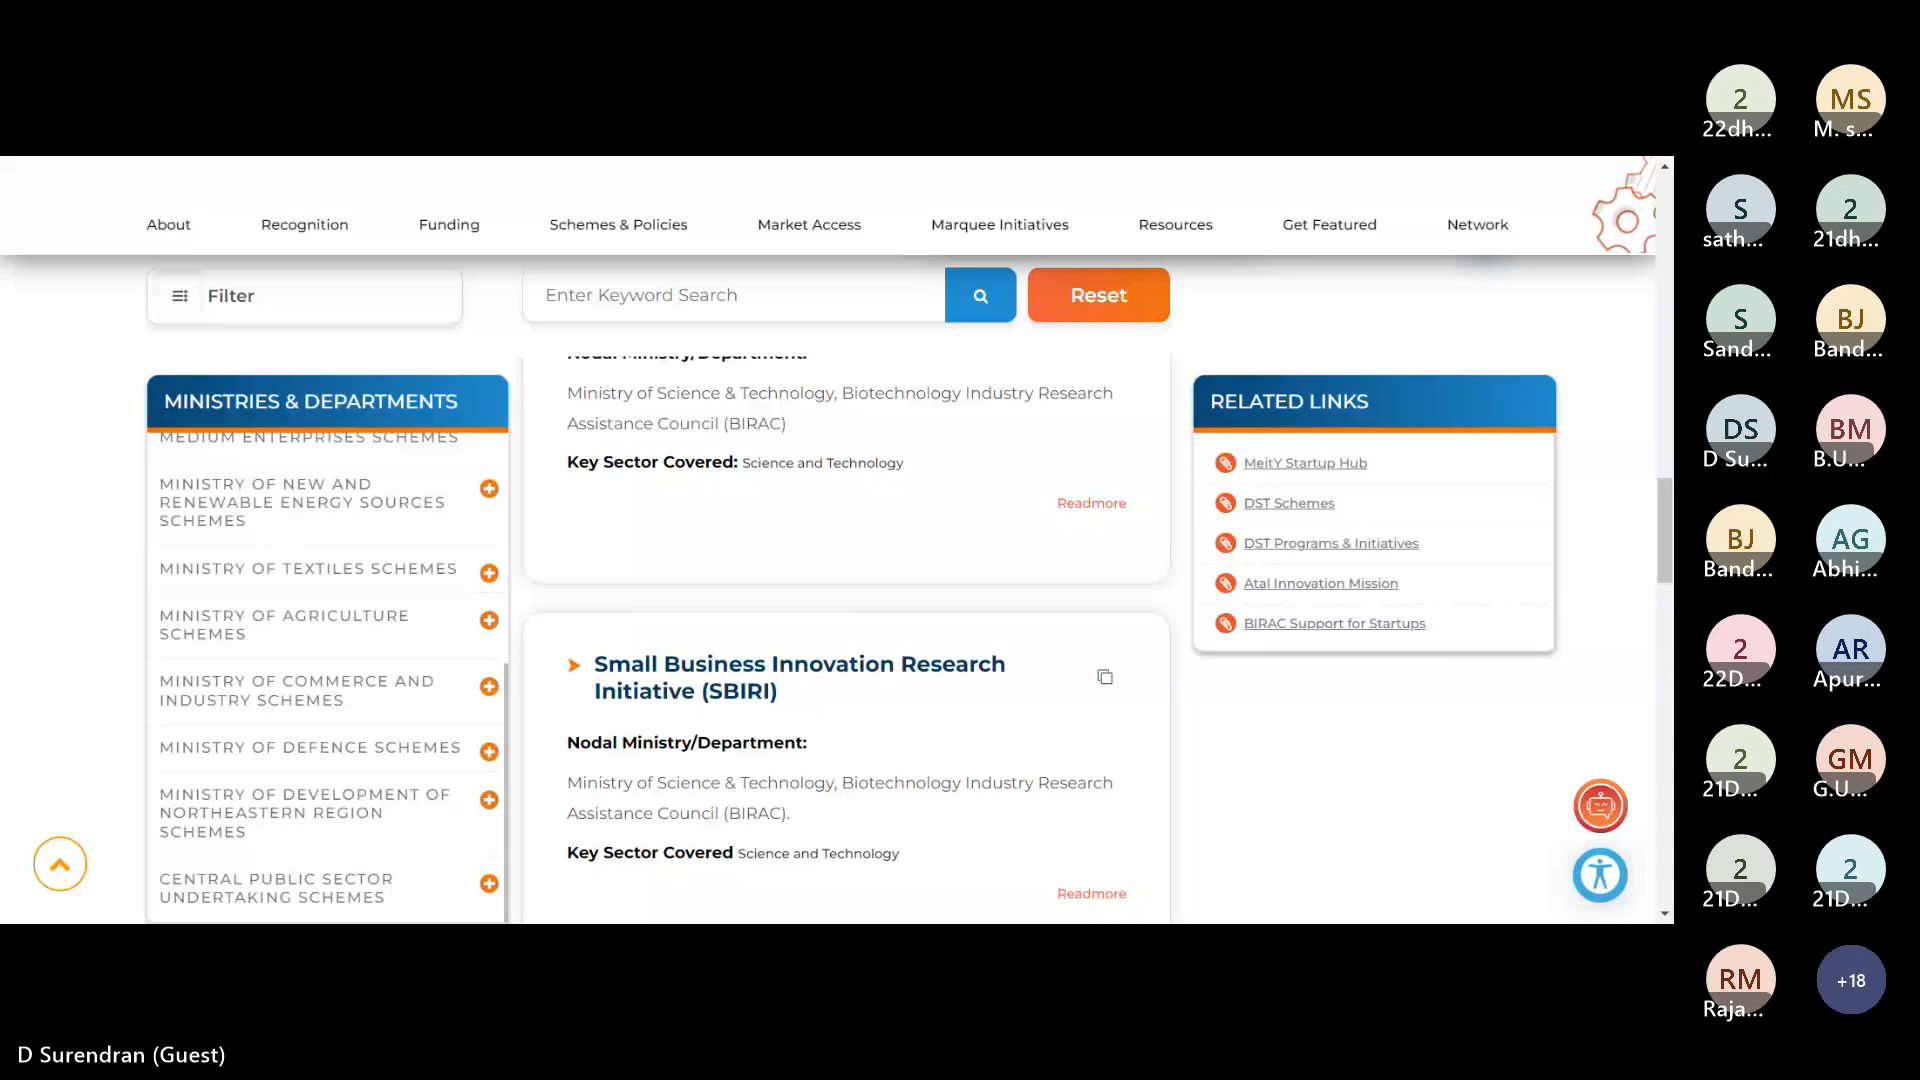 About
Recognition
Funding
Schemes & Policies
Market Access
Marquee Initiatives
Resources
Get Featured
Network
Filter
Enter Keyword Search
Reset
MINISTRIES & DEPARTMENTS
MEDIUM ENTERPRISES SCHEMES
MINISTRY OF NEW AND
RENEWABLE ENERGY SOURCES
SCHEMES
MINISTRY OF TEXTILES SCHEMES
MINISTRY OF AGRICULTURE
SCHEMES
MINISTRY OF COMMERCE AND
INDUSTRY SCHEMES
MINISTRY OF DEFENCE SCHEMES
MINISTRY OF DEVELOPMENT OF
NORTHEASTERN REGION
SCHEMES
CENTRAL PUBLIC SECTOR
UNDERTAKING SCHEMES
Nodal Ministry/Department:
Ministry of Science & Technology, Biotechnology Industry Research
Assistance Council (BIRAC)
Key Sector Covered: Science and Technology
Readmore
Small Business Innovation Research
Initiative (SBIRI)
Nodal Ministry/Department:
Ministry of Science & Technology, Biotechnology Industry Research
Assistance Council (BIRAC).
Key Sector Covered Science and Technology
Readmore
RELATED LINKS
MeitY Startup Hub
DST Schemes
DST Programs & Initiatives
Atal Innovation Mission
BIRAC Support for Startups
2
22dh...
MS
M. s...
S
sath...
2
21dh...
S
Sand...
BJ
Band...
DS
D Su...
BM
B.U...
BJ
Band...
AG
Abhi...
2
22D...
AR
Apur...
2
21D...
GM
G.U...
2
21D...
2
21D...
RM
Raja...
+18
D Surendran (Guest)